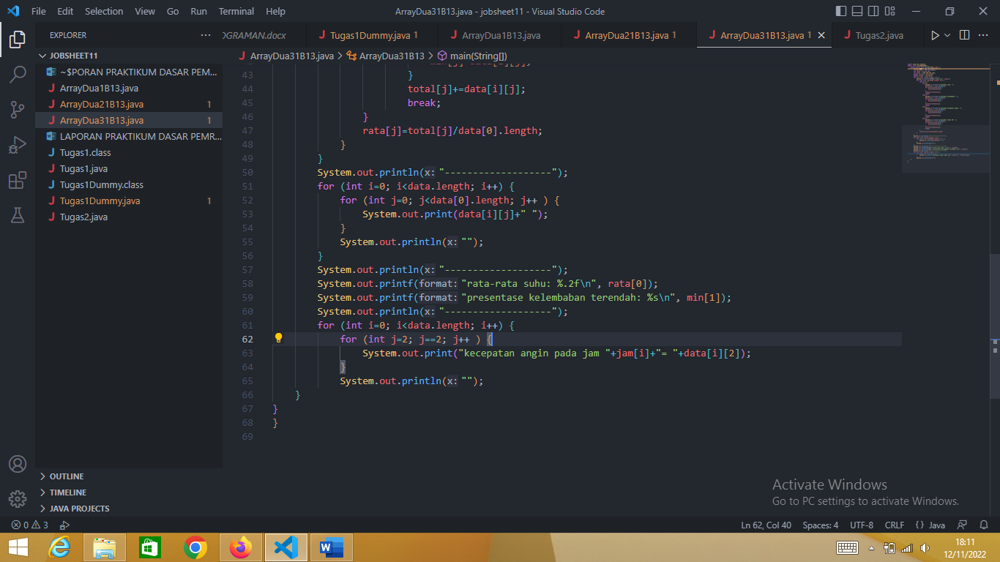 File Edit Selection View Go Run Terminal Help
ArrayDua31B13.java - jobsheet11 - Visual Studio Code
EXPLORER
OGRAMAN.docx
Tugas1Dummy.java 1
ArrayDua1B13.java
ArrayDua21B13.java 1
ArrayDua31B13.java 1
Tugas2.java
JOBSHEET11
~$PORAN PRAKTIKUM DASAR PEM...
ArrayDua1B13.java
ArrayDua21B13.java 1
ArrayDua31B13.java 1
LAPORAN PRAKTIKUM DASAR PEMR...
Tugas1.class
Tugas1.java
Tugas1Dummy.class
Tugas1Dummy.java 1
Tugas2.java
OUTLINE
TIMELINE
JAVA PROJECTS
ArrayDua31B13.java > ArrayDua31B13 > main(String[])
43 }
44 total[j]+=data[i][j];
45 break;
46 }
47 rata[j]=total[j]/data[0].length;
48 }
49 }
50 System.out.println(x: "-------------------");
51 for (int i=0; i<data.length; i++) {
52 for (int j=0; j<data[0].length; j++ ) {
53 System.out.print(data[i][j]+" ");
54 }
55 System.out.println(x: "");
56 }
57 System.out.println(x: "-------------------");
58 System.out.printf(format: "rata-rata suhu: %.2f\n", rata[0]);
59 System.out.printf(format: "presentase kelembaban terendah: %s\n", min[1]);
60 System.out.println(x: "-------------------");
61 for (int i=0; i<data.length; i++) {
62 for (int j=2; j==2; j++ ) {
63 System.out.print("kecepatan angin pada jam "+jam[i]+"= "+data[i][2]);
64 }
65 System.out.println(x: "");
66 }
67 }
68 }
69
Activate Windows
Go to PC settings to activate Windows.
0 3
Ln 62, Col 40 Spaces: 4 UTF-8 CRLF {} Java
18:11
12/11/2022